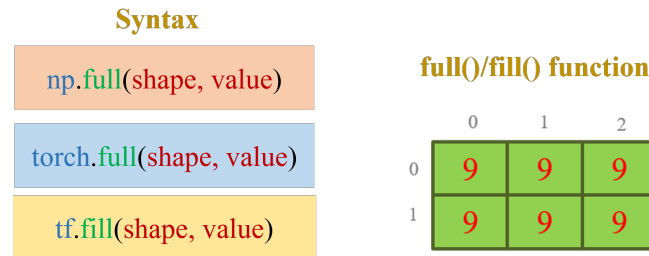 Syntax
np.full(shape, value)
torch.full(shape, value)
tf.fill(shape, value)
full()/fill() function
0 1 2
0 9 9 9
1 9 9 9